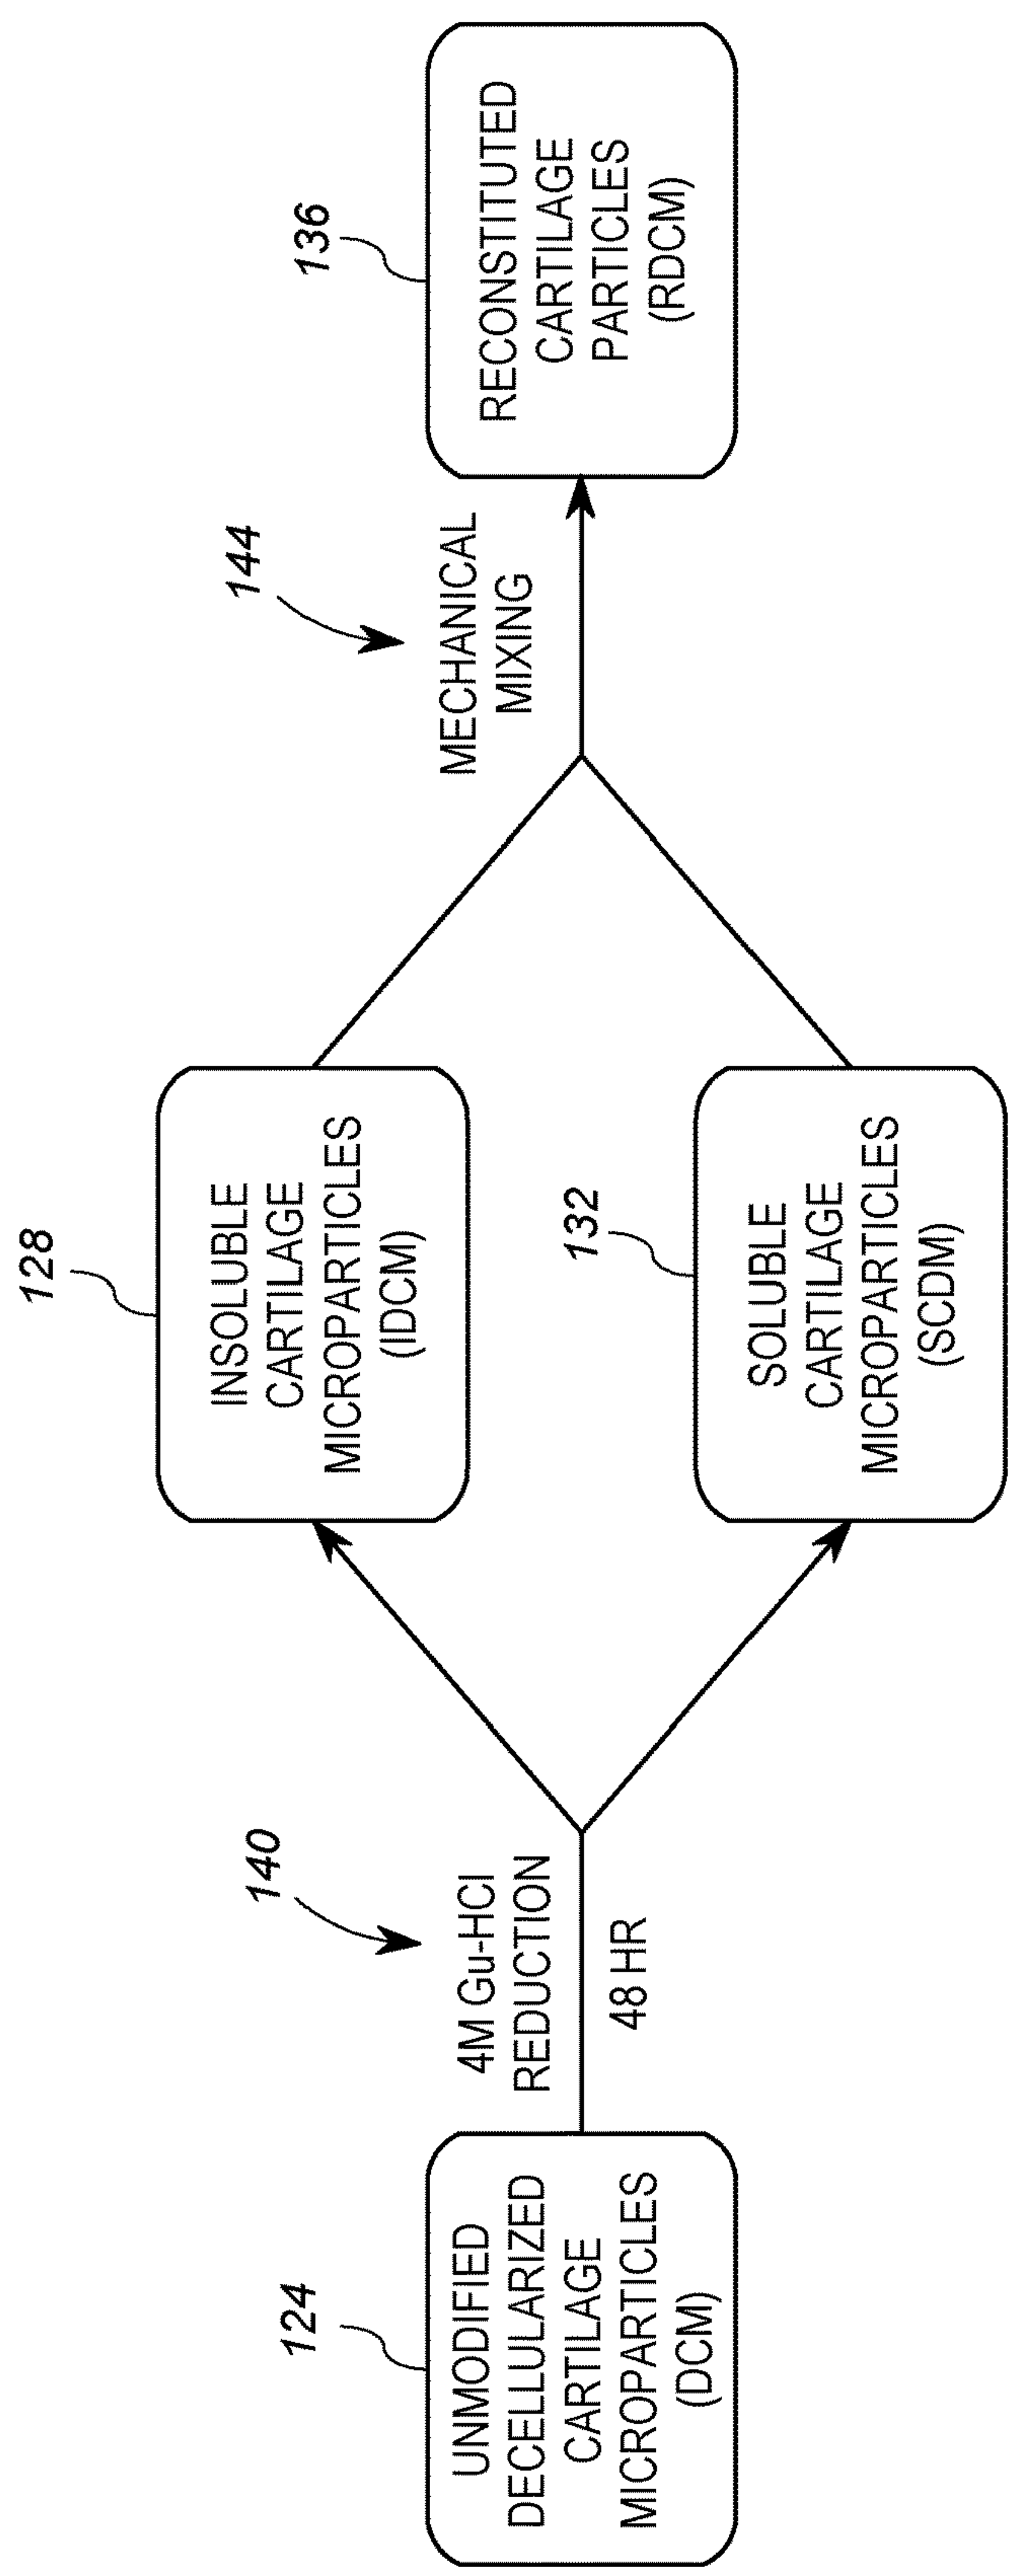 124
UNMODIFIED
DECELLULARIZED
CARTILAGE
MICROPARTICLES
(DCM)
140
4M Gu-HCl
REDUCTION
48 HR
128
INSOLUBLE
CARTILAGE
MICROPARTICLES
(IDCM)
132
SOLUBLE
CARTILAGE
MICROPARTICLES
(SCDM)
144
MECHANICAL
MIXING
136
RECONSTITUTED
CARTILAGE
PARTICLES
(RDCM)